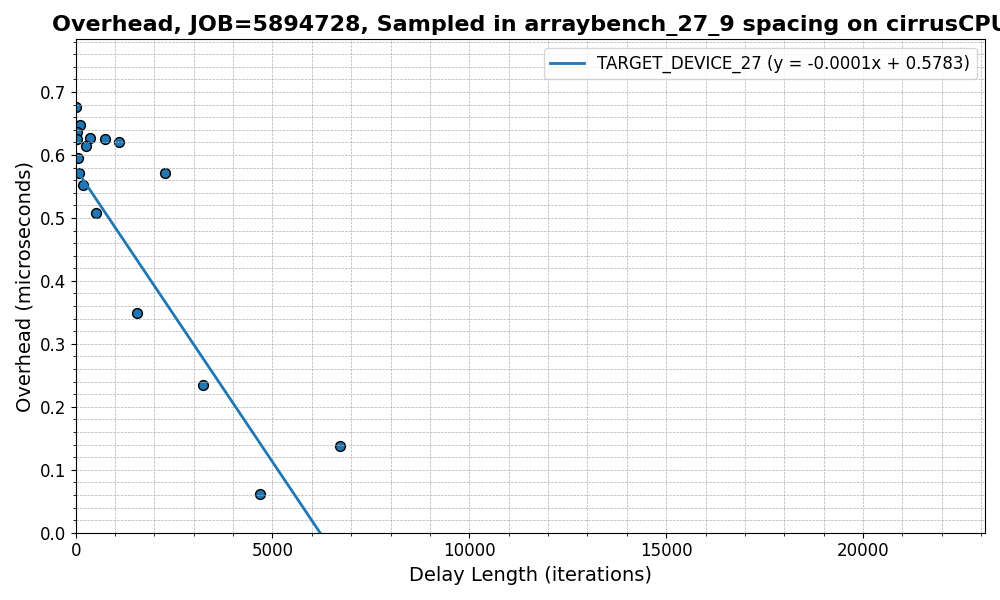 Overhead, JOB=5894728, Sampled in arraybench_27_9 spacing on cirrusCPU
TARGET_DEVICE_27 (y = -0.0001x + 0.5783)
Overhead (microseconds)
0.7
0.6
0.5
0.4
0.3
0.2
0.1
0.0
0 5000 10000 15000 20000
Delay Length (iterations)